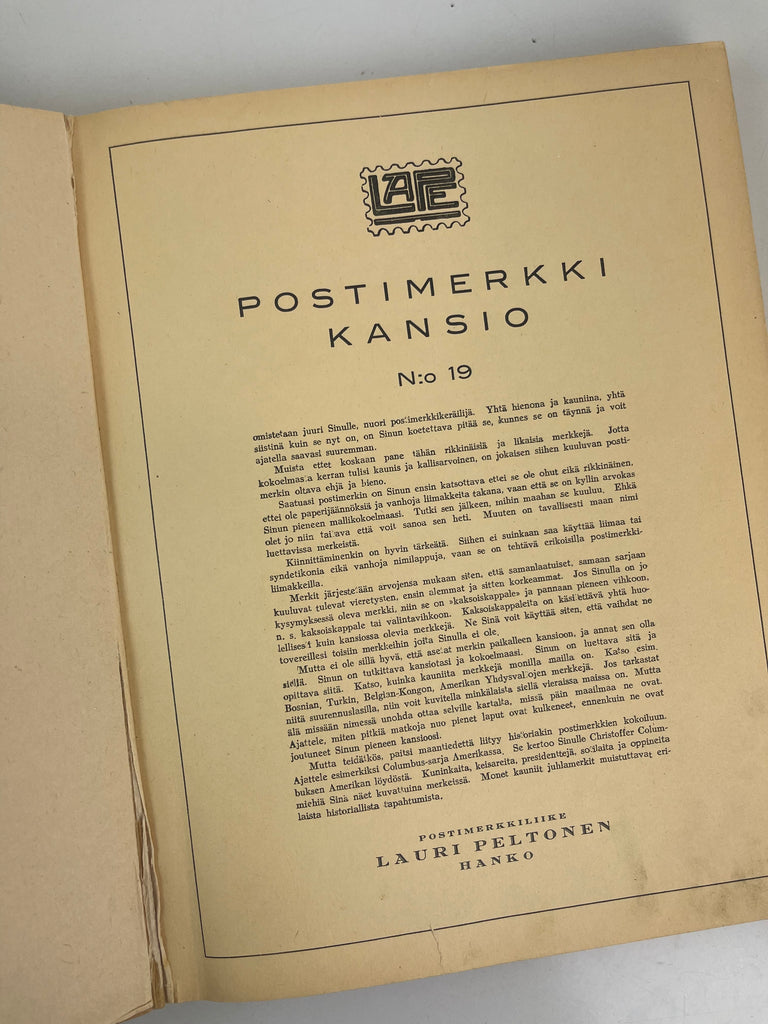 LAPE
POSTIMERKKI
KANSIO
N:o 19
omistetaan juuri Sinulle, nuori postimerkkikeräilijä. Yhtä hienona ja kauniina, yhtä
siistinä kuin se nyt on, on Sinun koetettava pitää se, kunnes se on täynnä ja voit
ajatella saavasi suuremman.
Muista ettet koskaan pane tähän rikkinäisiä ja likaisia merkkejä. Jotta
kokoelmasta kerran tulisi kaunis ja kallisarvoinen, on jokaisen siihen kuuluvan posti-
merkin oltava ehjä ja hieno.
Saatuasi postimerkin on Sinun ensin katsottava ettei se ole ohut eikä rikkinäinen,
ettei ole paperijäännöksiä ja vanhoja liimakkeita takana, vaan että se on kyllin arvokas
Sinun pieneen mallikokoelmaasi. Tutki sen jälkeen, mihin maahan se kuuluu. Ehkä
olet jo niin taitava että voit sanoa sen heti. Muuten on tavallisesti maan nimi
luettavissa merkeistä.
Kiinnittäminenkin on hyvin tärkeätä. Siihen ei suinkaan saa käyttää liimaa tai
syndetikonia eikä vanhoja nimilappuja, vaan se on tehtävä erikoisilla postimerkki-
liimakkeilla.
Merkit järjestetään arvojensa mukaan siten, että samanlaatuiset, samaan sarjaan
kuuluvat tulevat vieretysten, ensin alemmat ja sitten korkeammat. Jos Sinulla on jo
kysymyksessä oleva merkki, niin se on »kaksoiskappale» ja pannaan pieneen vihkoon,
n. s. kaksoiskappale tai valintavihkoon. Kaksoiskappaleita on käsiteltävä yhtä huo-
lellisesti kuin kansiossa olevia merkkejä. Ne Sinä voit käyttää siten, että vaihdat ne
tovereillesi toisiin merkkeihin joita Sinulla ei ole.
Mutta ei ole sillä hyvä, että asetat merkin paikalleen kansioon, ja annat sen olla
siellä. Sinun on tutkittava kansiotasi ja kokoelmaasi. Sinun on luettava sitä ja
opittava siitä. Katso, kuinka kauniita merkkejä monilla mailla on. Katso esim.
Bosnian, Turkin, Belgian-Kongon, Amerikan Yhdysvaltojen merkkejä. Jos tarkastat
niitä suurennuslasilla, niin voit kuvitella minkälaista siellä vieraissa maissa on. Mutta
älä missään nimessä unohda ottaa selville kartalta, missä päin maailmaa ne ovat.
Ajattele, miten pitkiä matkoja nuo pienet laput ovat kulkeneet, ennenkuin ne ovat
joutuneet Sinun pieneen kansioosi.
Mutta teidätkös, paitsi maantiedettä liityy historiakin postimerkkien kokoiluun.
Ajattele esimerkiksi Columbus-sarja Amerikassa. Se kertoo Sinulle Christoffer Colum-
buksen Amerikan löydöstä. Kuninkaita, keisareita, presidenttejä, sotilaita ja oppineita
miehiä Sinä näet kuvattuina merkeissä. Monet kauniit juhlamerkit muistuttavat eri-
laista historiallista tapahtumista.
POSTIMERKKILIIKE
LAURI PELTONEN
HANKO